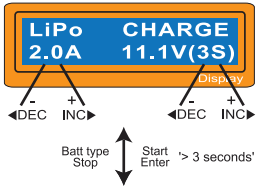 LiPo CHARGE
2.0A 11.1V(3S)
Display
- + - +
◄DEC INC► ◄DEC INC►
Batt type Start
Stop Enter '> 3 seconds'